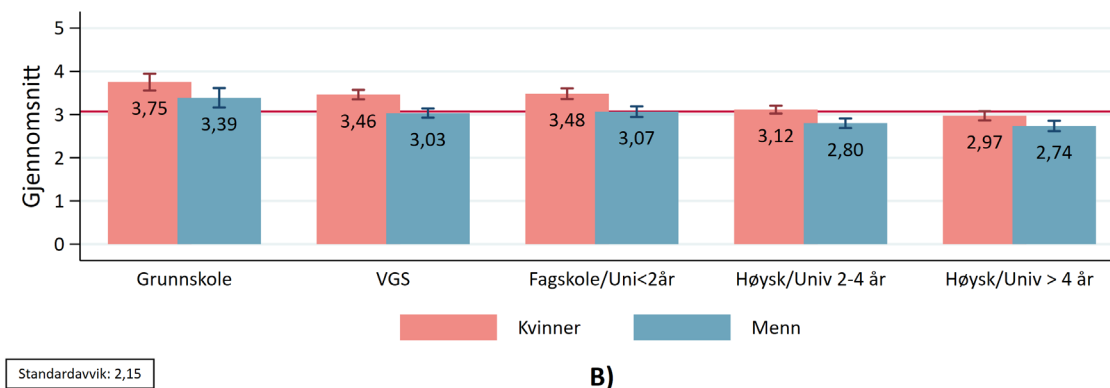 Gjennomsnitt
5
4
3
2
1
0
3,75
3,39
3,46
3,03
3,48
3,07
3,12
2,80
2,97
2,74
Grunnskole
VGS
Fagskole/Uni<2år
Høysk/Univ 2-4 år
Høysk/Univ > 4 år
Kvinner
Menn
Standardavvik: 2,15
B)